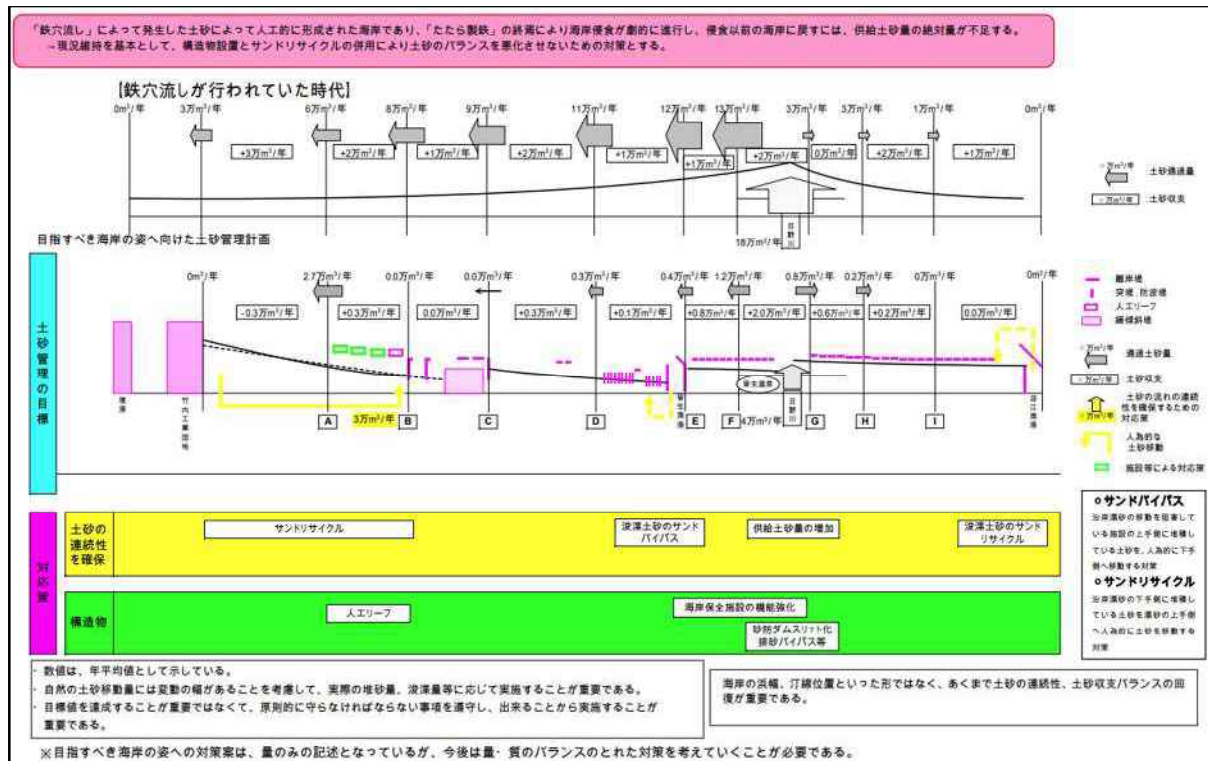 「鉄穴流し」によって発生した土砂によって人工的に形成された海岸であり、「たたら製鉄」の終焉により海岸侵食が劇的に進行し、侵食以前の海岸に戻すには、供給土砂量の絶対量が不足する。
→現況維持を基本として、構造物設置とサンドリサイクルの併用により土砂のバランスを悪化させないための対策とする。
【鉄穴流しが行われていた時代】
0m³/年 3万m³/年 6万m³/年 8万m³/年 9万m³/年 11万m³/年 12万m³/年 13万m³/年 3万m³/年 3万m³/年 1万m³/年 0m³/年
+3万m³/年 +2万m³/年 +1万m³/年 +2万m³/年 +1万m³/年 +1万m³/年 +2万m³/年 0万m³/年 +2万m³/年 +1万m³/年
万m³/年 土砂通過量
万m³/年 土砂収支
日野川
18万m³/年
目指すべき海岸の姿へ向けた土砂管理計画
土砂管理の目標
0m³/年 2.7万m³/年 0.0万m³/年 0.0万m³/年 0.3万m³/年 0.4万m³/年 1.2万m³/年 0.8万m³/年 0.2万m³/年 0万m³/年 0m³/年
-0.3万m³/年 +0.3万m³/年 0.0万m³/年 +0.3万m³/年 +0.1万m³/年 +0.8万m³/年 +2.0万m³/年 +0.6万m³/年 +0.2万m³/年 0.0万m³/年
離岸堤
突堤、防波堤
人工リーフ
緩傾斜堤
万m³/年 通過土砂量
万m³/年 土砂収支
土砂の流れの連続性を確保するための対応策
人為的な土砂移動
施設等による対応策
竹内工業団地
皆生温泉
日野川
3万m³/年
4万m³/年
A B C D E F G H I
対応策
土砂の連続性を確保
サンドリサイクル
浚渫土砂のサンドバイパス
供給土砂量の増加
浚渫土砂のサンドリサイクル
構造物
人工リーフ
海岸保全施設の機能強化
砂防ダムスリット化
排砂バイパス等
○サンドバイパス
沿岸漂砂の移動を阻害して
いる施設の上手側に堆積し
ている土砂を、人為的に下手
側へ移動する対策
○サンドリサイクル
沿岸漂砂の下手側に堆積し
ている土砂を漂砂の上手側
へ人為的に土砂を移動する
対策
・数値は、年平均値として示している。
・自然の土砂移動量には変動の幅があることを考慮して、実際の堆砂量、浚渫量等に応じて実施することが重要である。
・目標値を達成することが重要ではなくて、原則的に守らなければならない事項を遵守し、出来ることから実施することが
重要である。
海岸の浜幅、汀線位置といった形ではなく、あくまで土砂の連続性、土砂収支バランスの回
復が重要である。
※目指すべき海岸の姿への対策案は、量のみの記述となっているが、今後は量・質のバランスのとれた対策を考えていくことが必要である。